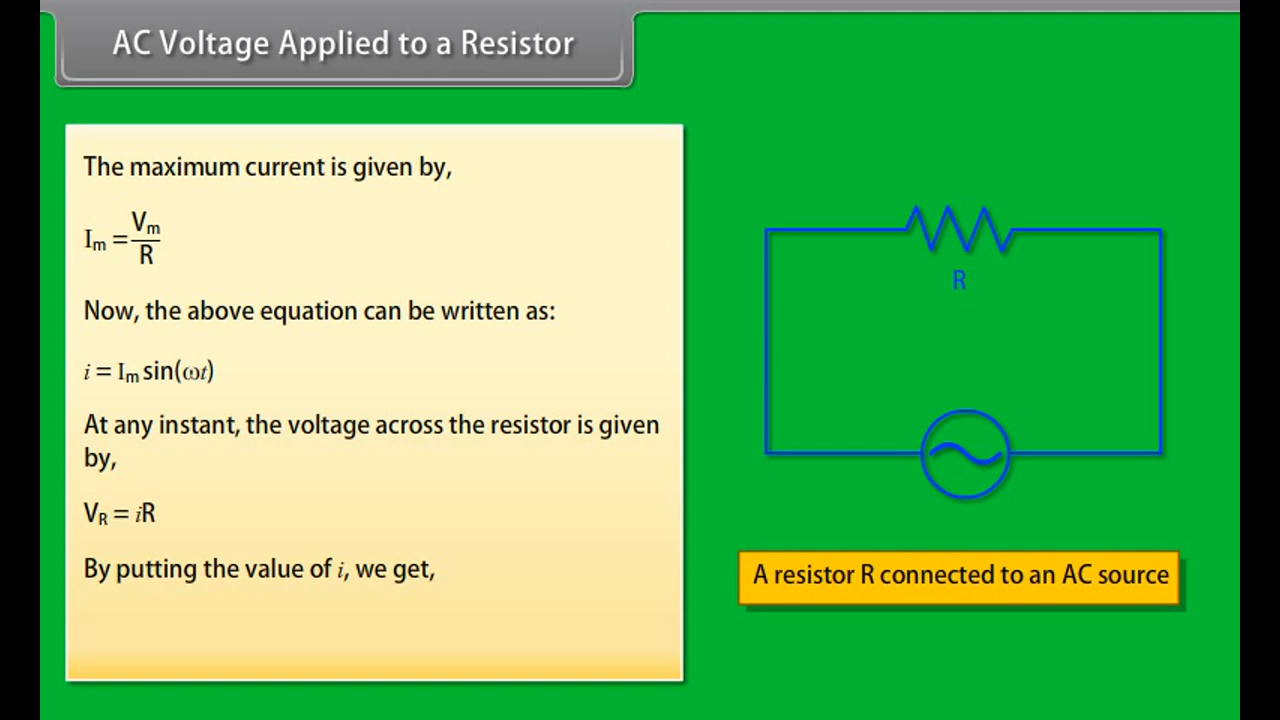 AC Voltage Applied to a Resistor
The maximum current is given by,
Iₘ = Vₘ/R
Now, the above equation can be written as:
i = Iₘ sin(ωt)
At any instant, the voltage across the resistor is given
by,
V_R = iR
By putting the value of i, we get,
R
A resistor R connected to an AC source